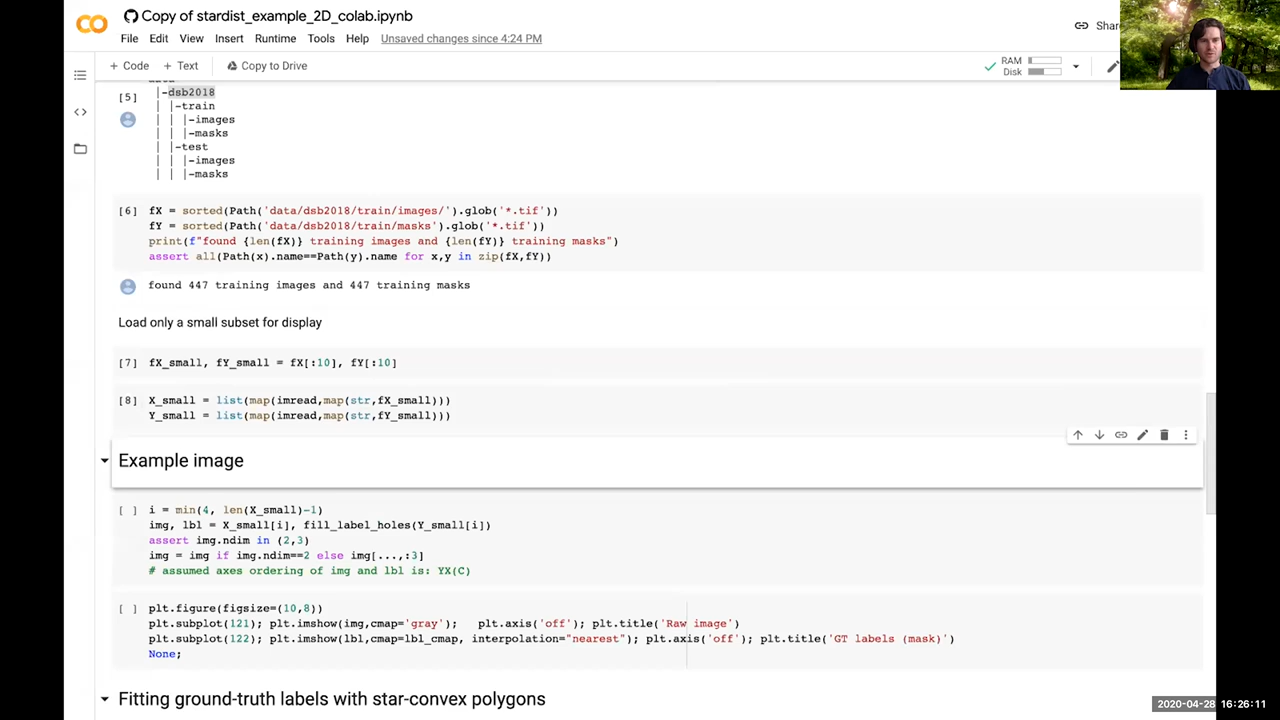 CO Copy of stardist_example_2D_colab.ipynb
File Edit View Insert Runtime Tools Help Unsaved changes since 4:24 PM
Shar
+ Code + Text Copy to Drive
RAM
Disk
[5]
|-dsb2018
| |-train
| | |-images
| | |-masks
| |-test
| | |-images
| | |-masks
[6] fX = sorted(Path('data/dsb2018/train/images/').glob('*.tif'))
fY = sorted(Path('data/dsb2018/train/masks').glob('*.tif'))
print(f"found {len(fX)} training images and {len(fY)} training masks")
assert all(Path(x).name==Path(y).name for x,y in zip(fX,fY))
found 447 training images and 447 training masks
Load only a small subset for display
[7] fX_small, fY_small = fX[:10], fY[:10]
[8] X_small = list(map(imread,map(str,fX_small)))
Y_small = list(map(imread,map(str,fY_small)))
Example image
[ ] i = min(4, len(X_small)-1)
img, lbl = X_small[i], fill_label_holes(Y_small[i])
assert img.ndim in (2,3)
img = img if img.ndim==2 else img[...,:3]
# assumed axes ordering of img and lbl is: YX(C)
[ ] plt.figure(figsize=(10,8))
plt.subplot(121); plt.imshow(img,cmap='gray'); plt.axis('off'); plt.title('Raw image')
plt.subplot(122); plt.imshow(lbl,cmap=lbl_cmap, interpolation="nearest"); plt.axis('off'); plt.title('GT labels (mask)')
None;
Fitting ground-truth labels with star-convex polygons
2020-04-28 16:26:11